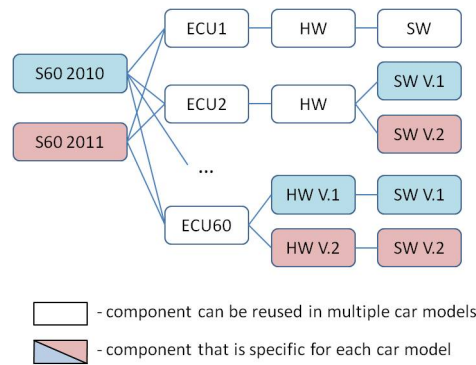 ECU1 HW SW
S60 2010
SW V.1
ECU2 HW
S60 2011
SW V.2
...
HW V.1 SW V.1
ECU60
HW V.2 SW V.2
- component can be reused in multiple car models
- component that is specific for each car model